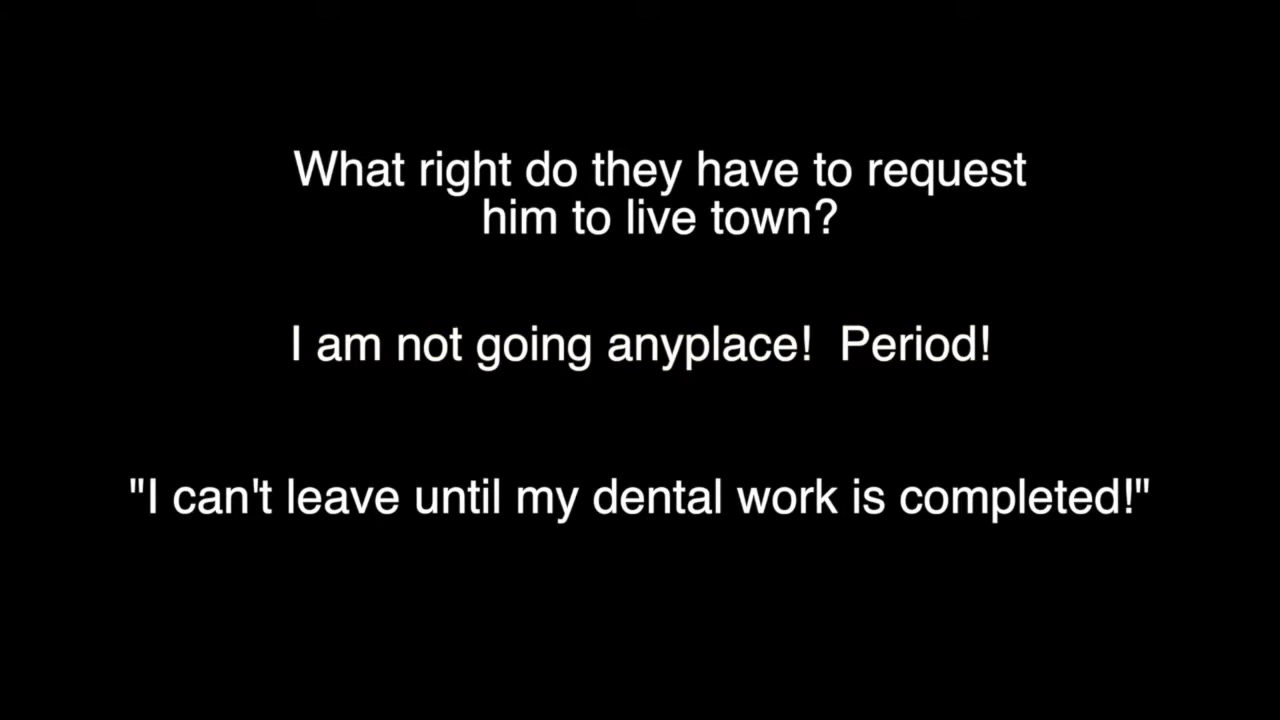 What right do they have to request
him to live town?
I am not going anyplace!  Period!
"I can't leave until my dental work is completed!"